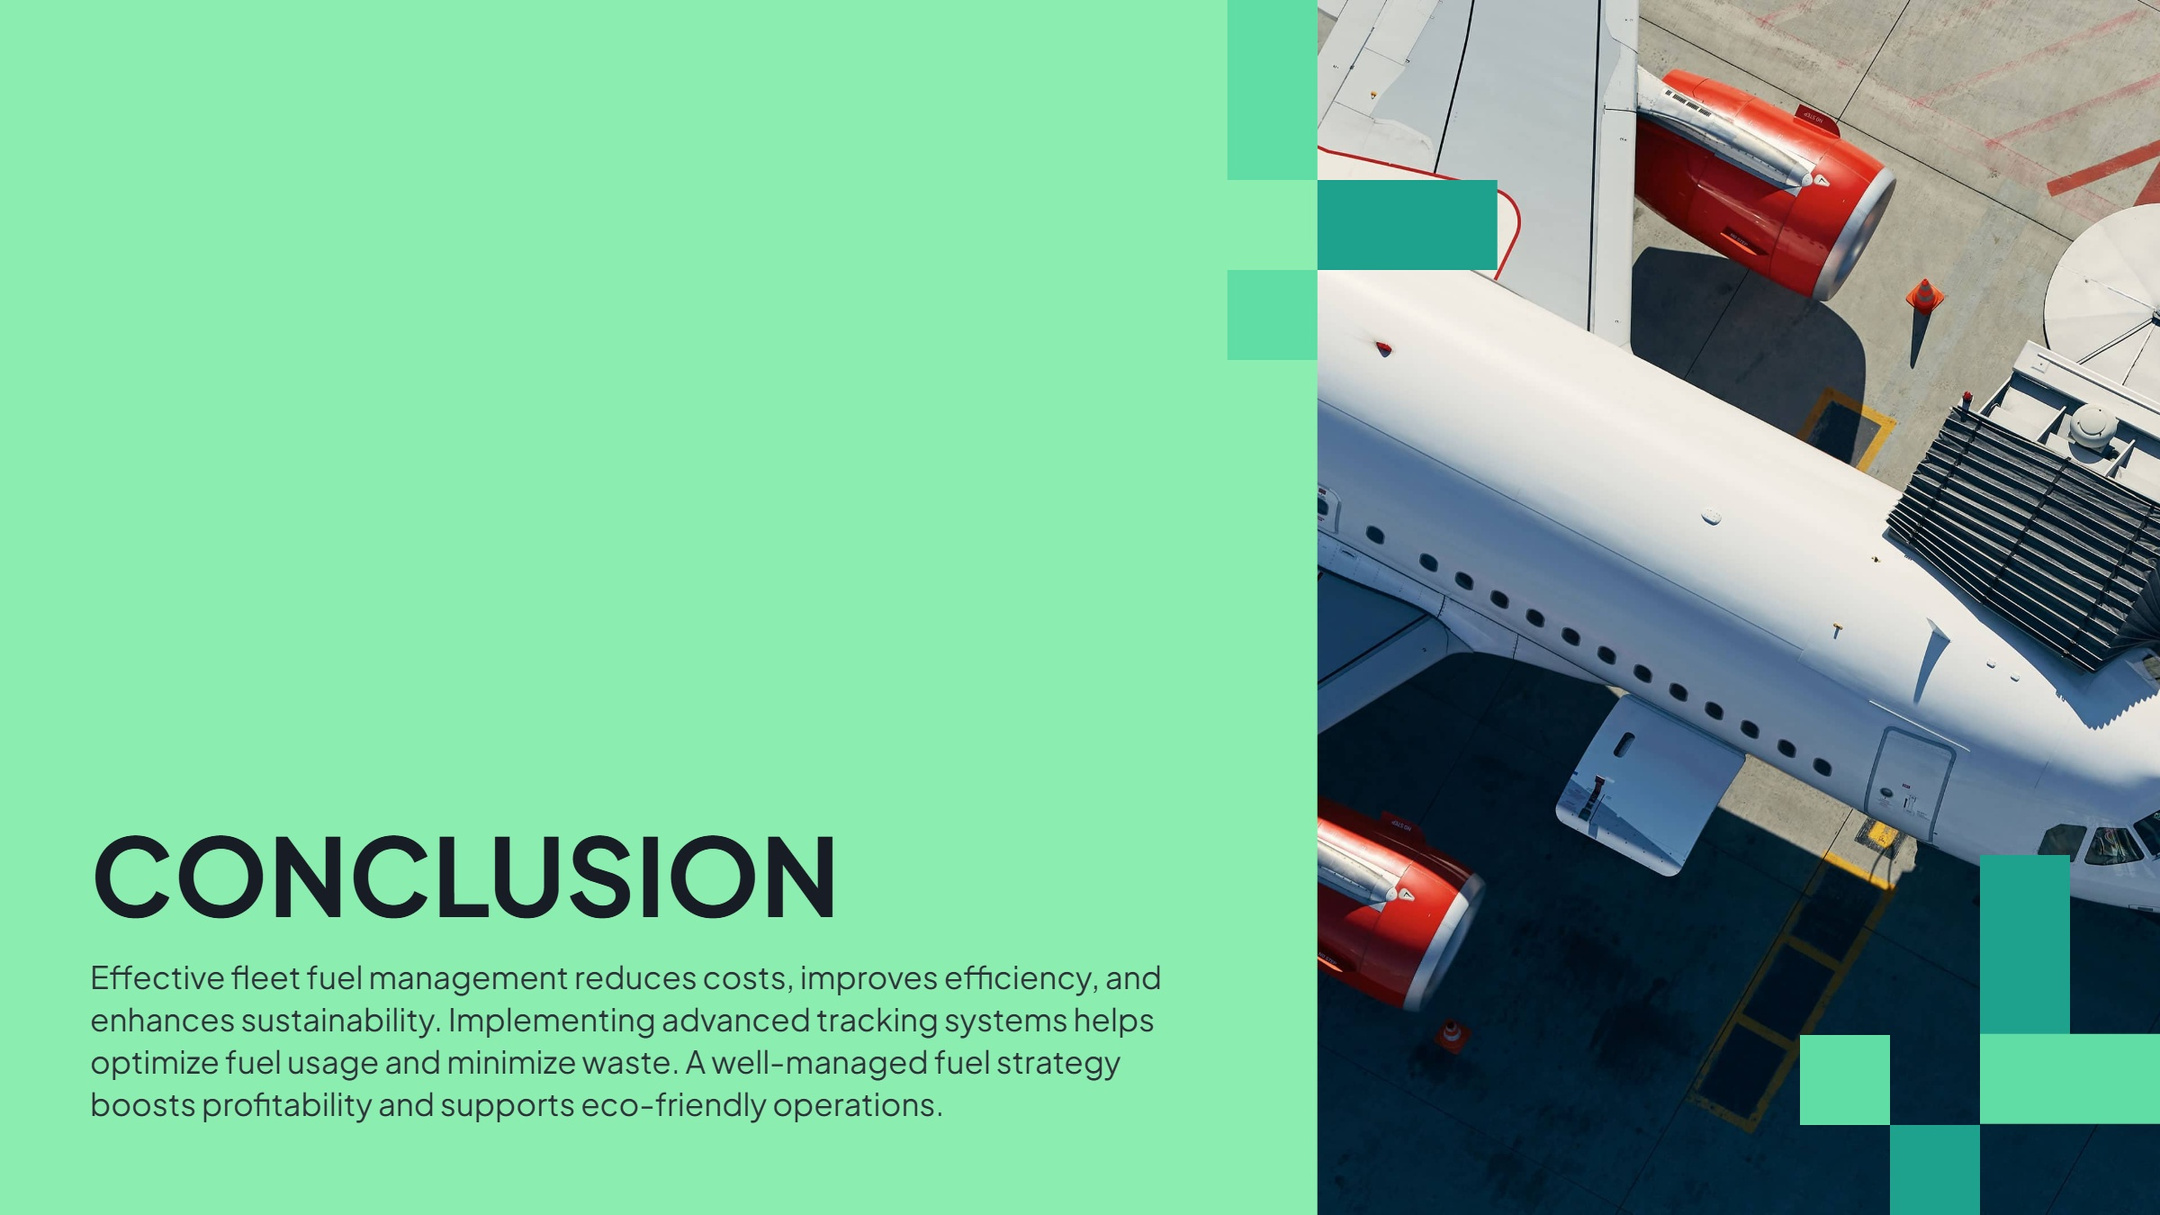 CONCLUSION
Effective fleet fuel management reduces costs, improves efficiency, and
enhances sustainability. Implementing advanced tracking systems helps
optimize fuel usage and minimize waste. A well-managed fuel strategy
boosts profitability and supports eco-friendly operations.